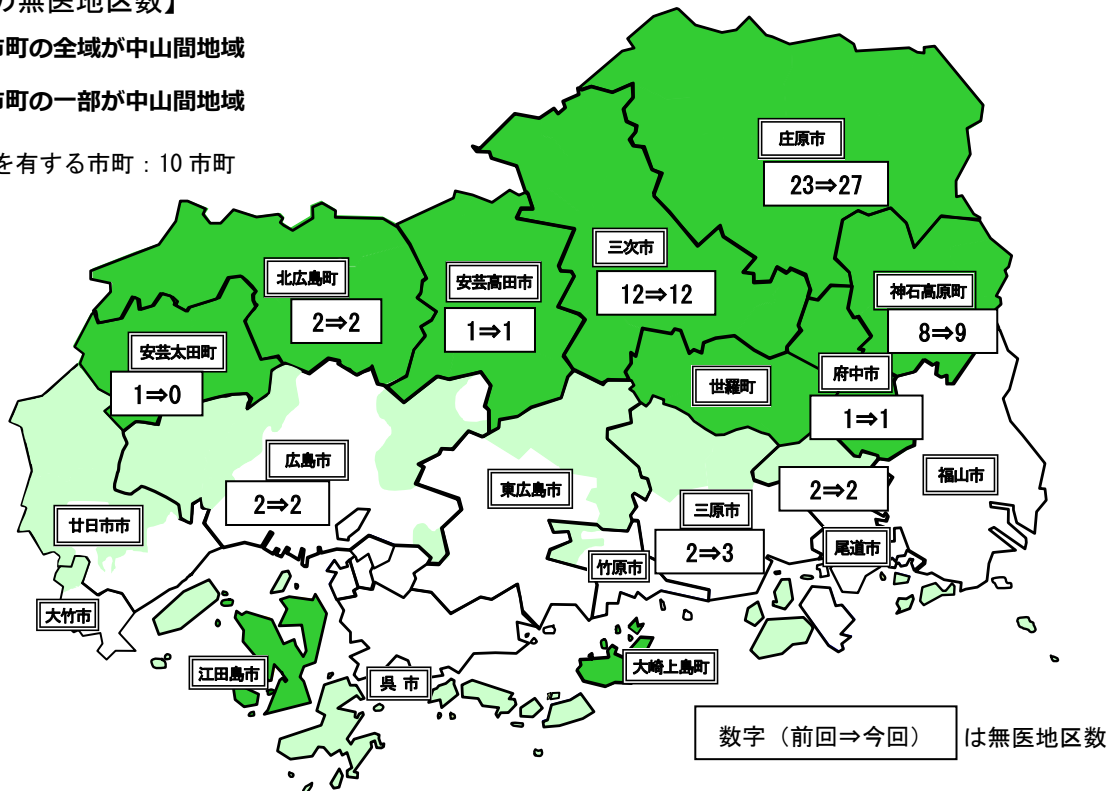 の無医地区数】
市町の全域が中山間地域
市町の一部が中山間地域
を有する市町：10 市町
庄原市
23⇒27
三次市
12⇒12
北広島町
2⇒2
安芸高田市
1⇒1
神石高原町
8⇒9
安芸太田町
1⇒0
世羅町
府中市
1⇒1
広島市
2⇒2
東広島市
2⇒2
福山市
廿日市市
三原市
2⇒3
尾道市
竹原市
大竹市
江田島市
呉 市
大崎上島町
数字（前回⇒今回）は無医地区数